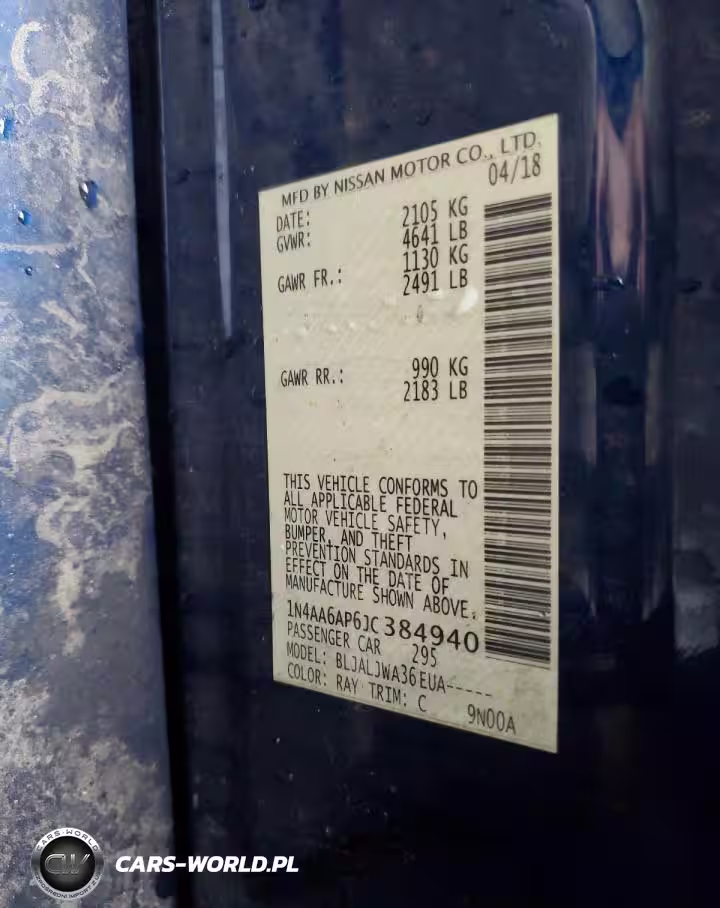 MFD BY NISSAN MOTOR CO., LTD.
DATE: 04/18
GVWR: 2105 KG
4641 LB
GAWR FR.: 1130 KG
2491 LB
GAWR RR.: 990 KG
2183 LB
THIS VEHICLE CONFORMS TO
ALL APPLICABLE FEDERAL
MOTOR VEHICLE SAFETY,
BUMPER, AND THEFT
PREVENTION STANDARDS IN
EFFECT ON THE DATE OF
MANUFACTURE SHOWN ABOVE.
1N4AA6AP6JC384940
PASSENGER CAR 295
MODEL: BLJALJWA36EUA-----
COLOR: RAY TRIM: C 9N00A
CARS-WORLD
CW
CARS-WORLD.PL